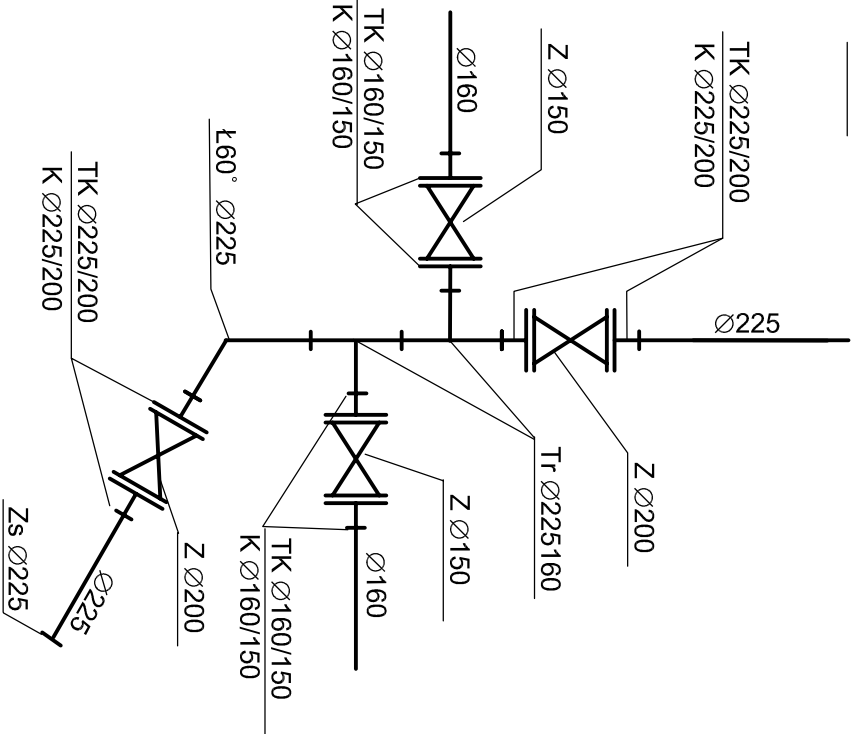 TK Ø225/200
K Ø225/200
Z Ø150
Ø160
TK Ø160/150
K Ø160/150
Ł60° Ø225
TK Ø225/200
K Ø225/200
Ø225
Z Ø200
Tr Ø225160
Z Ø150
Ø160
TK Ø160/150
K Ø160/150
Z Ø200
Ø225
Zs Ø225